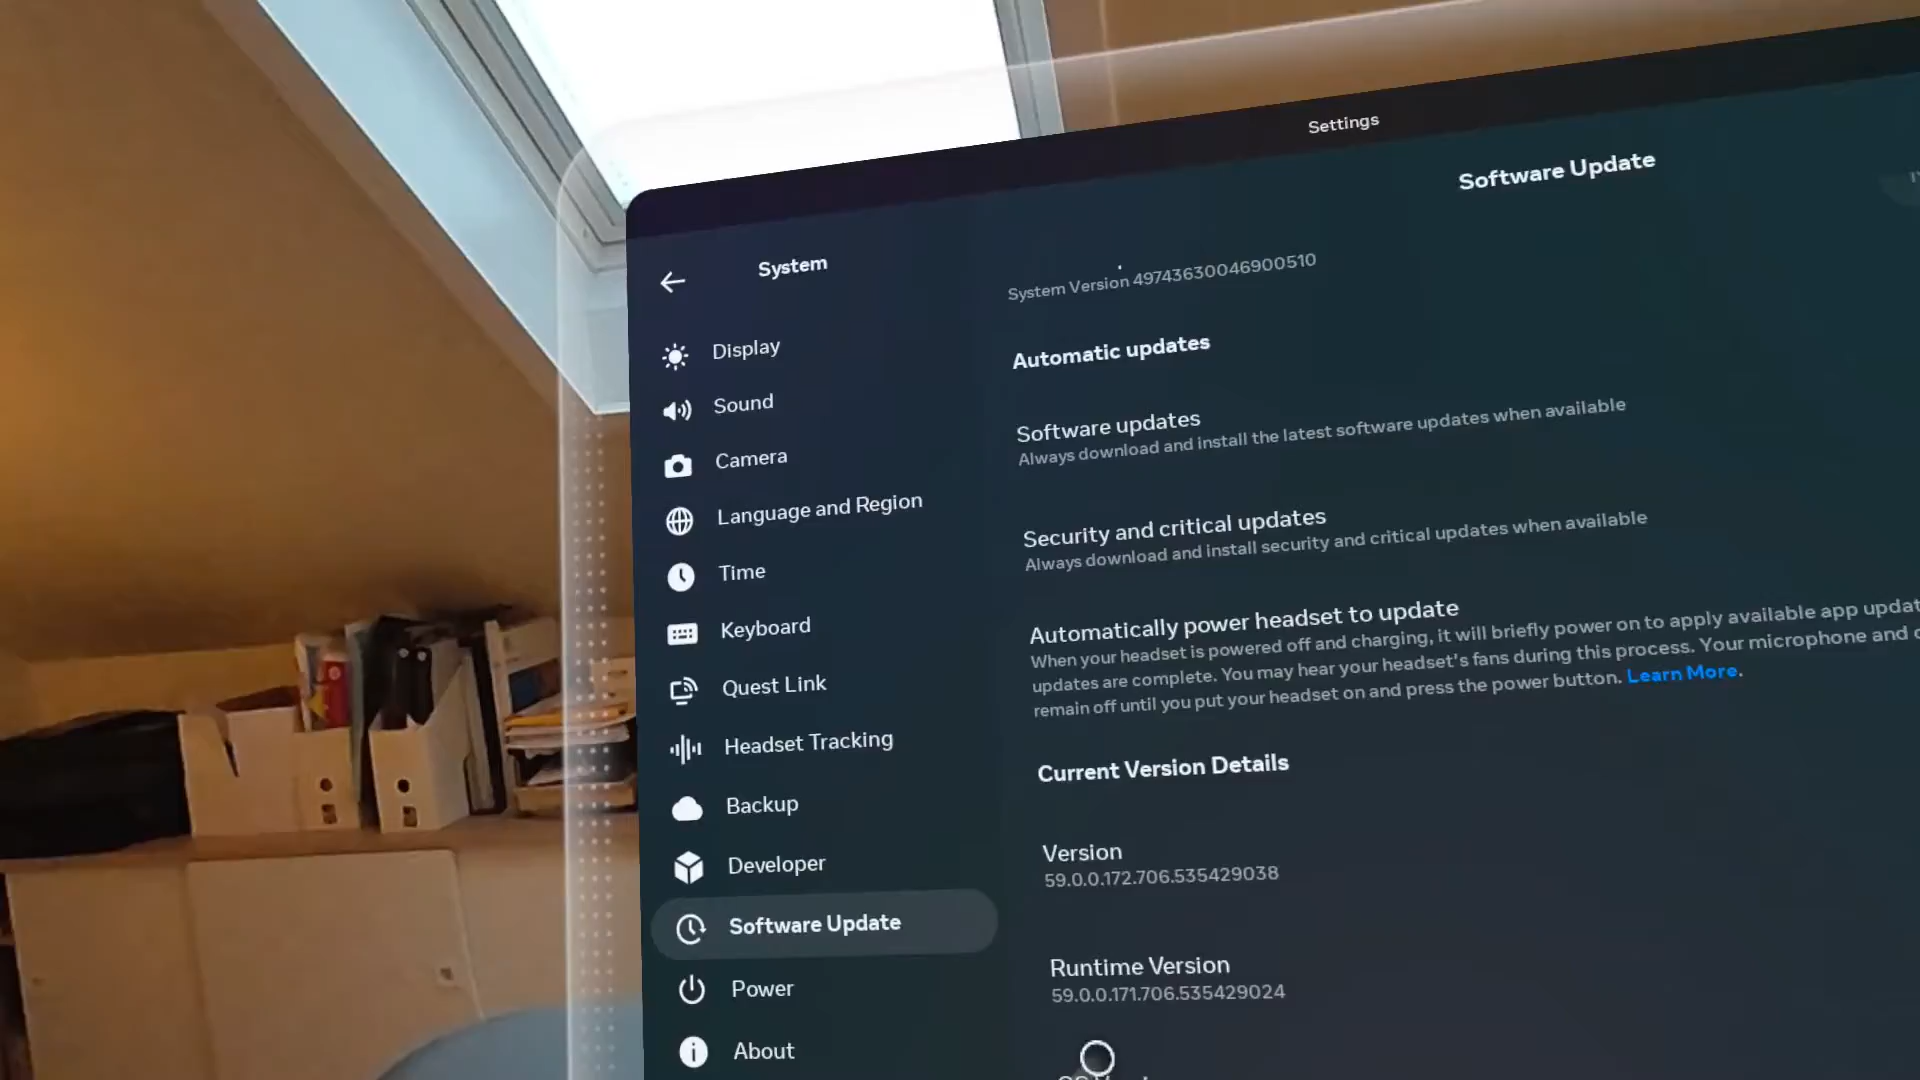 Settings
Software Update
System
Display
Sound
Camera
Language and Region
Time
Keyboard
Quest Link
Headset Tracking
Backup
Developer
Software Update
Power
About
System Version 49743630046900510
Automatic updates
Software updates
Always download and install the latest software updates when available
Security and critical updates
Always download and install security and critical updates when available
Automatically power headset to update
When your headset is powered off and charging, it will briefly power on to apply available app
updates are complete. You may hear your headset's fans during this process. Your microphone and
remain off until you put your headset on and press the power button. Learn More.
Current Version Details
Version
59.0.0.172.706.535429038
Runtime Version
59.0.0.171.706.535429024